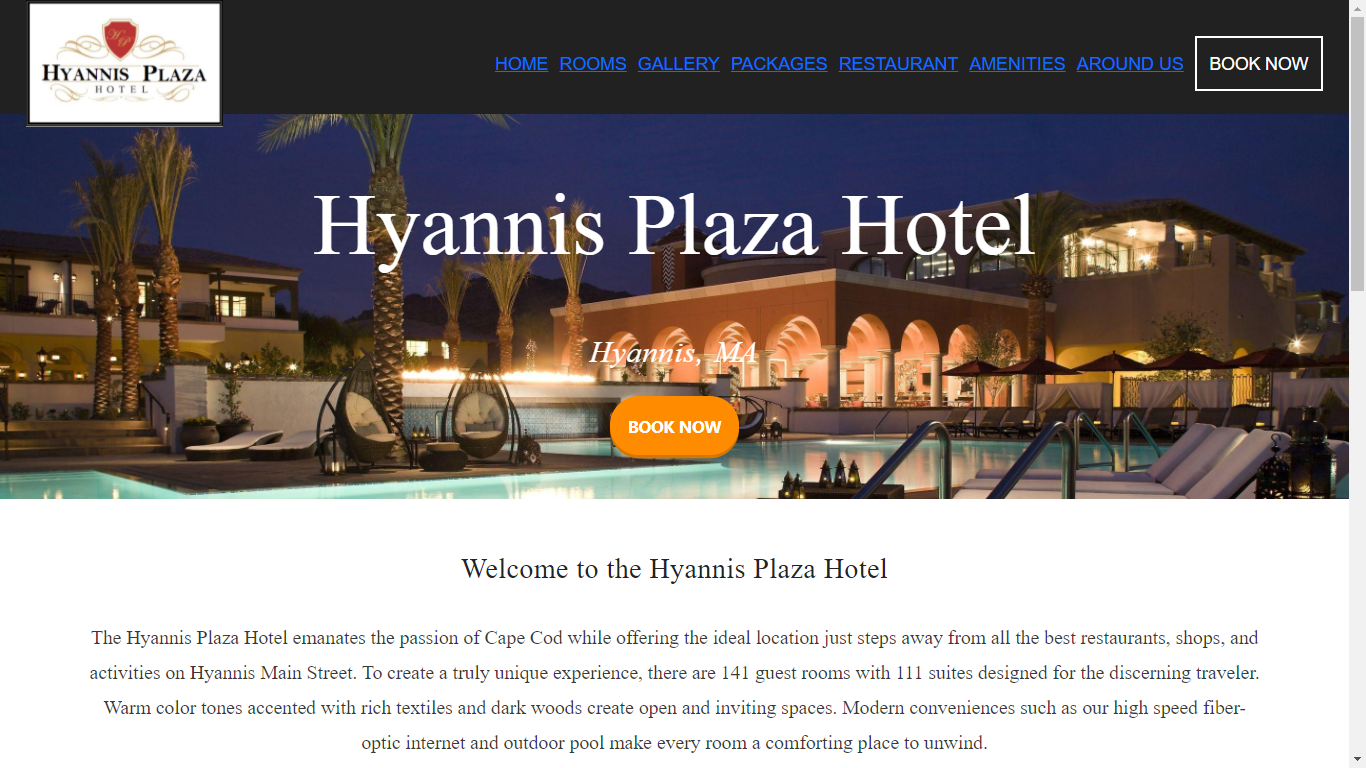 HP
HYANNIS PLAZA
HOTEL
HOME ROOMS GALLERY PACKAGES RESTAURANT AMENITIES AROUND US BOOK NOW
Hyannis Plaza Hotel
Hyannis, MA
BOOK NOW
Welcome to the Hyannis Plaza Hotel
The Hyannis Plaza Hotel emanates the passion of Cape Cod while offering the ideal location just steps away from all the best restaurants, shops, and
activities on Hyannis Main Street. To create a truly unique experience, there are 141 guest rooms with 111 suites designed for the discerning traveler.
Warm color tones accented with rich textiles and dark woods create open and inviting spaces. Modern conveniences such as our high speed fiber-
optic internet and outdoor pool make every room a comforting place to unwind.